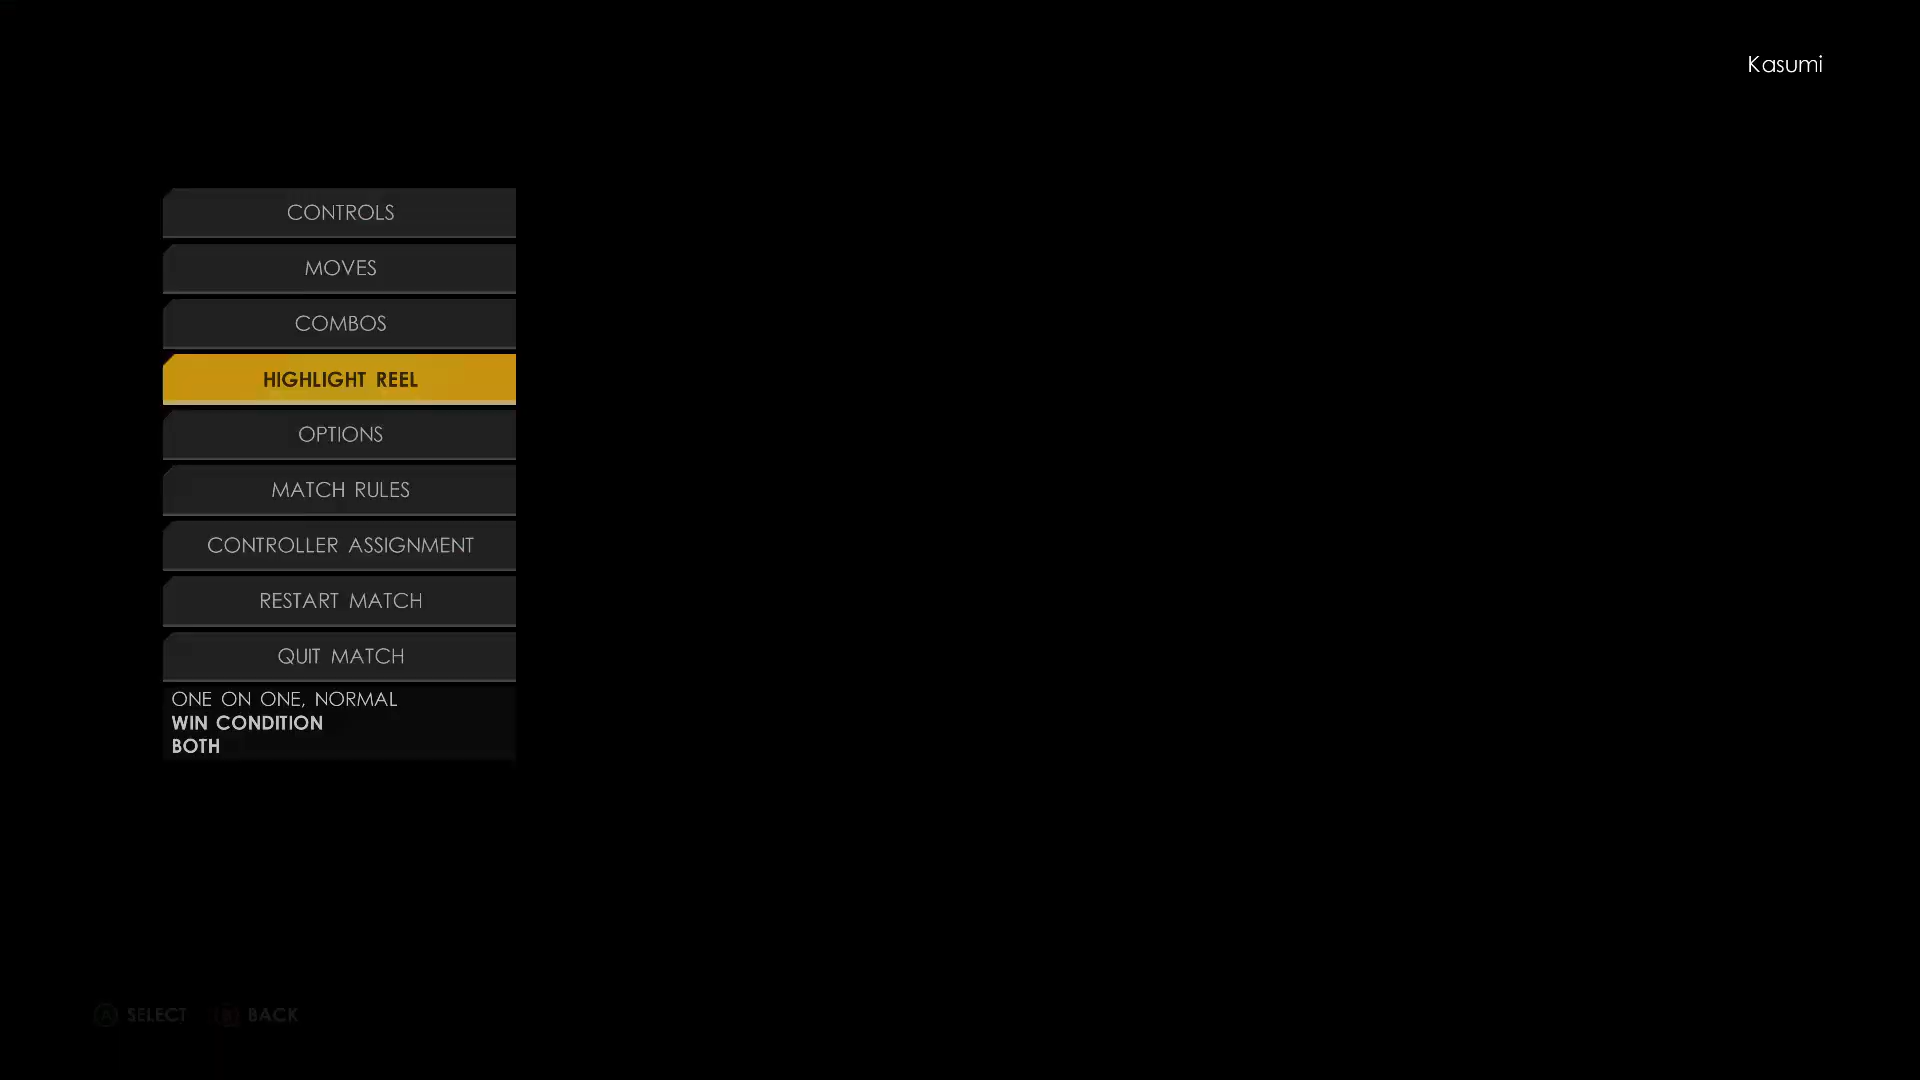 Kasumi
CONTROLS
MOVES
COMBOS
HIGHLIGHT REEL
OPTIONS
MATCH RULES
CONTROLLER ASSIGNMENT
RESTART MATCH
QUIT MATCH
ONE ON ONE, NORMAL
WIN CONDITION
BOTH
A SELECT B BACK